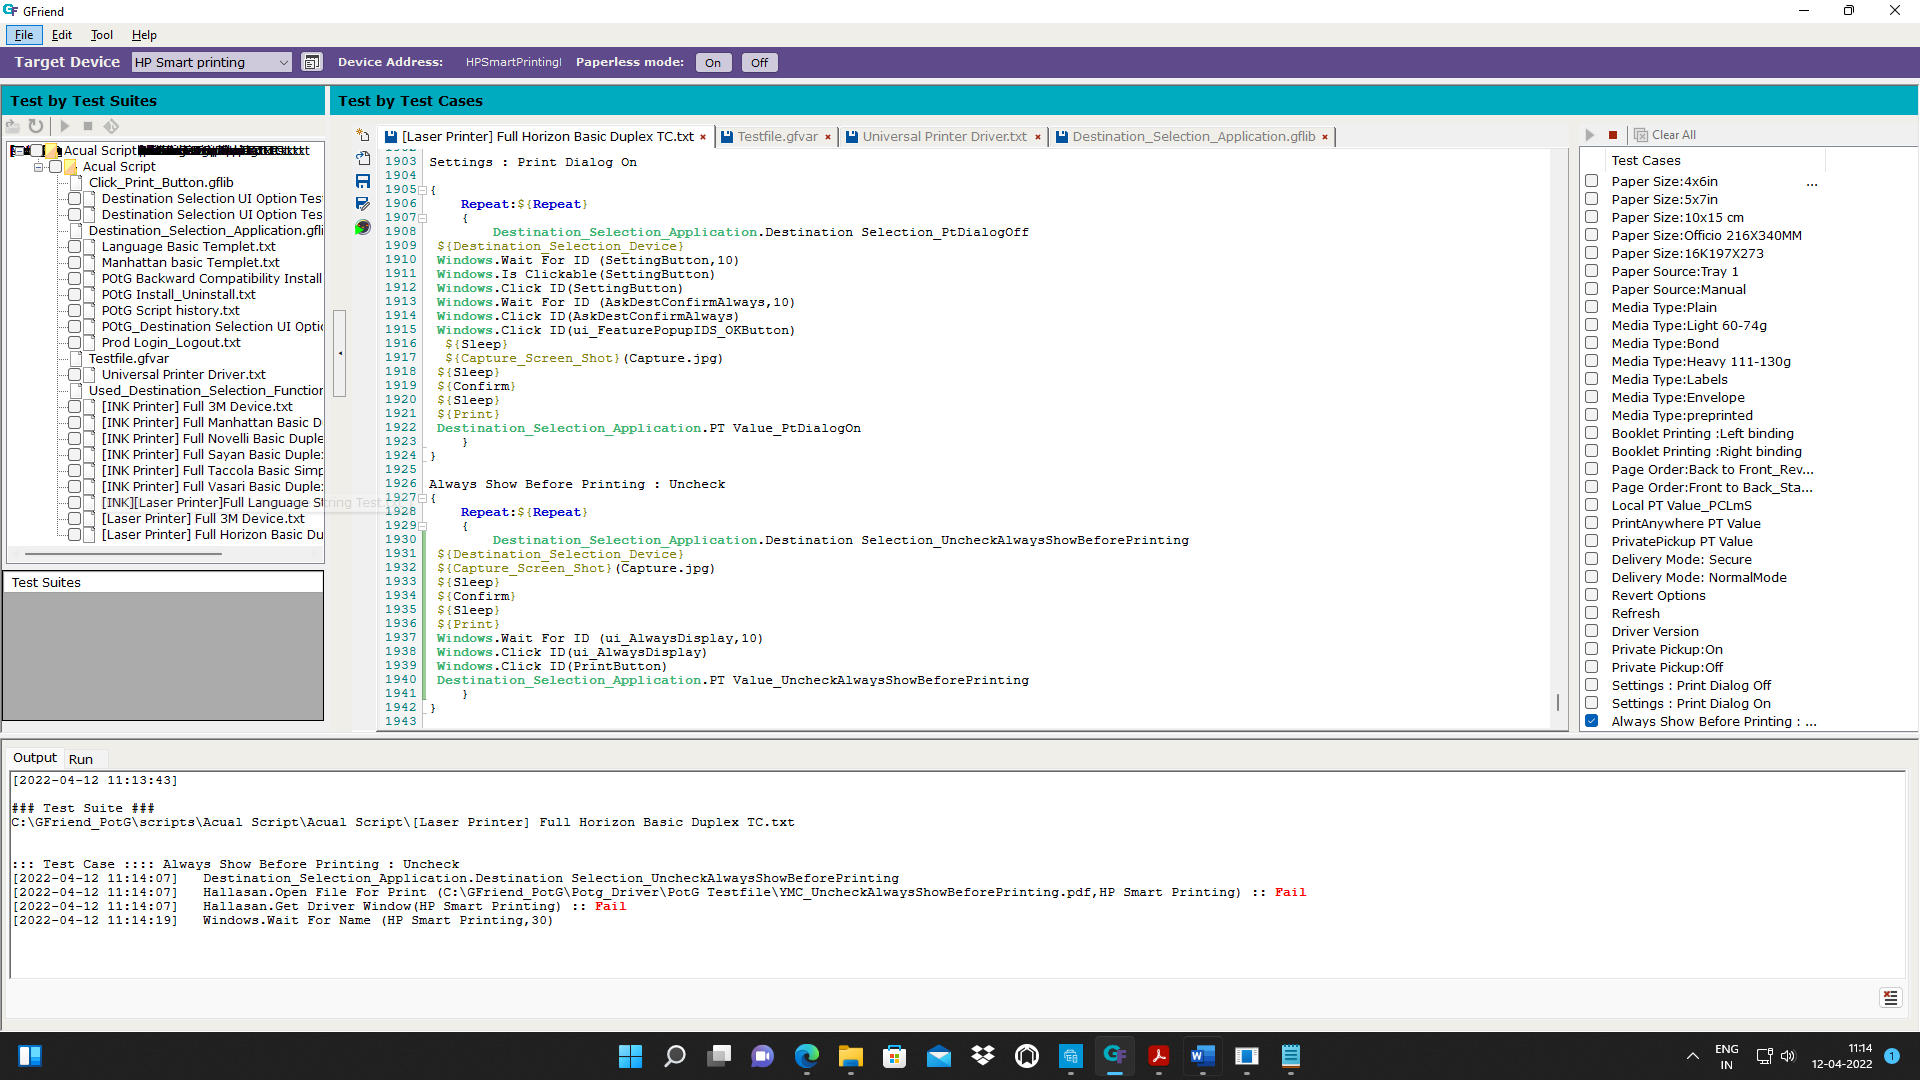 GFriend
File Edit Tool Help
Target Device HP Smart printing Device Address: HPSmartPrinting Paperless mode: On Off
Test by Test Suites
Acual Script
Acual Script
Click_Print_Button.gflib
Destination Selection UI Option Tes
Destination Selection UI Option Tes
Destination_Selection_Application.gfli
Language Basic Templet.txt
Manhattan basic Templet.txt
POtG Backward Compatibility Install
POtG Install_Uninstall.txt
POtG Script history.txt
POtG_Destination Selection UI Optic
Prod Login_Logout.txt
Testfile.gfvar
Universal Printer Driver.txt
Used_Destination_Selection_Function
[INK Printer] Full 3M Device.txt
[INK Printer] Full Manhattan Basic D
[INK Printer] Full Novelli Basic Duple
[INK Printer] Full Sayan Basic Duple:
[INK Printer] Full Taccola Basic Simp
[INK Printer] Full Vasari Basic Duple:
[INK][Laser Printer]Full Language String Test.txt
[Laser Printer] Full 3M Device.txt
[Laser Printer] Full Horizon Basic Du
Test Suites
Test by Test Cases
[Laser Printer] Full Horizon Basic Duplex TC.txt × Testfile.gfvar × Universal Printer Driver.txt × Destination_Selection_Application.gflib ×
1903 Settings : Print Dialog On
1904
1905 {
1906 Repeat:${Repeat}
1907 {
1908 Destination_Selection_Application.Destination Selection_PtDialogOff
1909 ${Destination_Selection_Device}
1910 Windows.Wait For ID (SettingButton,10)
1911 Windows.Is Clickable(SettingButton)
1912 Windows.Click ID(SettingButton)
1913 Windows.Wait For ID (AskDestConfirmAlways,10)
1914 Windows.Click ID(AskDestConfirmAlways)
1915 Windows.Click ID(ui_FeaturePopupIDS_OKButton)
1916 ${Sleep}
1917 ${Capture_Screen_Shot}(Capture.jpg)
1918 ${Sleep}
1919 ${Confirm}
1920 ${Sleep}
1921 ${Print}
1922 Destination_Selection_Application.PT Value_PtDialogOn
1923 }
1924 }
1925
1926 Always Show Before Printing : Uncheck
1927 {
1928 Repeat:${Repeat}
1929 {
1930 Destination_Selection_Application.Destination Selection_UncheckAlwaysShowBeforePrinting
1931 ${Destination_Selection_Device}
1932 ${Capture_Screen_Shot}(Capture.jpg)
1933 ${Sleep}
1934 ${Confirm}
1935 ${Sleep}
1936 ${Print}
1937 Windows.Wait For ID (ui_AlwaysDisplay,10)
1938 Windows.Click ID(ui_AlwaysDisplay)
1939 Windows.Click ID(PrintButton)
1940 Destination_Selection_Application.PT Value_UncheckAlwaysShowBeforePrinting
1941 }
1942 }
1943
Clear All
Test Cases
Paper Size:4x6in ...
Paper Size:5x7in
Paper Size:10x15 cm
Paper Size:Officio 216X340MM
Paper Size:16K197X273
Paper Source:Tray 1
Paper Source:Manual
Media Type:Plain
Media Type:Light 60-74g
Media Type:Bond
Media Type:Heavy 111-130g
Media Type:Labels
Media Type:Envelope
Media Type:preprinted
Booklet Printing :Left binding
Booklet Printing :Right binding
Page Order:Back to Front_Rev...
Page Order:Front to Back_Sta...
Local PT Value_PCLmS
PrintAnywhere PT Value
PrivatePickup PT Value
Delivery Mode: Secure
Delivery Mode: NormalMode
Revert Options
Refresh
Driver Version
Private Pickup:On
Private Pickup:Off
Settings : Print Dialog Off
Settings : Print Dialog On
Always Show Before Printing : ...
Output Run
[2022-04-12 11:13:43]
### Test Suite ###
C:\GFriend_PotG\scripts\Acual Script\Acual Script\[Laser Printer] Full Horizon Basic Duplex TC.txt
::: Test Case :::: Always Show Before Printing : Uncheck
[2022-04-12 11:14:07] Destination_Selection_Application.Destination Selection_UncheckAlwaysShowBeforePrinting
[2022-04-12 11:14:07] Hallasan.Open File For Print (C:\GFriend_PotG\Potg_Driver\PotG Testfile\YMC_UncheckAlwaysShowBeforePrinting.pdf,HP Smart Printing) :: Fail
[2022-04-12 11:14:07] Hallasan.Get Driver Window(HP Smart Printing) :: Fail
[2022-04-12 11:14:19] Windows.Wait For Name (HP Smart Printing,30)
ENG
IN
11:14
12-04-2022
1